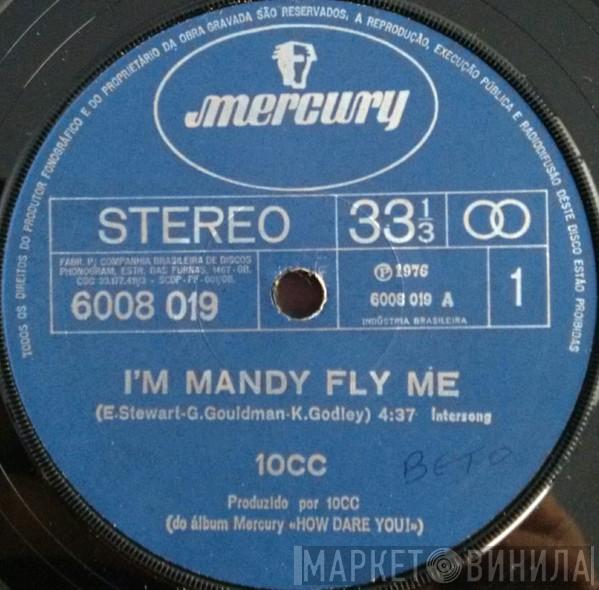 TODOS OS DIREITOS DO PRODUTOR FONOGRÁFICO E DO PROPRIETÁRIO DA OBRA GRAVADA SÃO RESERVADOS. A REPRODUÇÃO, EXECUÇÃO PÚBLICA E RADIODIFUSÃO DÊSTE DISCO ESTÃO PROIBIDAS
mercury
STEREO
33 1/3
FABR. P/ COMPANHIA BRASILEIRA DE DISCOS
PHONOGRAM, ESTR. DAS FURNAS, 1467-GB.
6008 019
℗ 1976
6008 019 A
INDÚSTRIA BRASILEIRA
1
I'M MANDY FLY ME
(E.Stewart-G.Gouldman-K.Godley) 4:37 Intersong
10CC
BETO
Produzido por 10CC
(do álbum Mercury «HOW DARE YOU!»)
МАРКЕТ ВИНИЛА